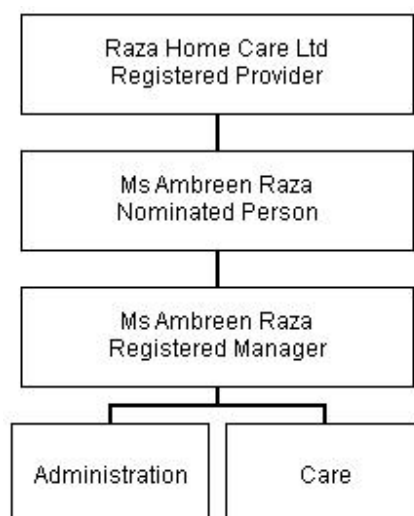 Raza Home Care Ltd
Registered Provider
Ms Ambreen Raza
Nominated Person
Ms Ambreen Raza
Registered Manager
Administration
Care